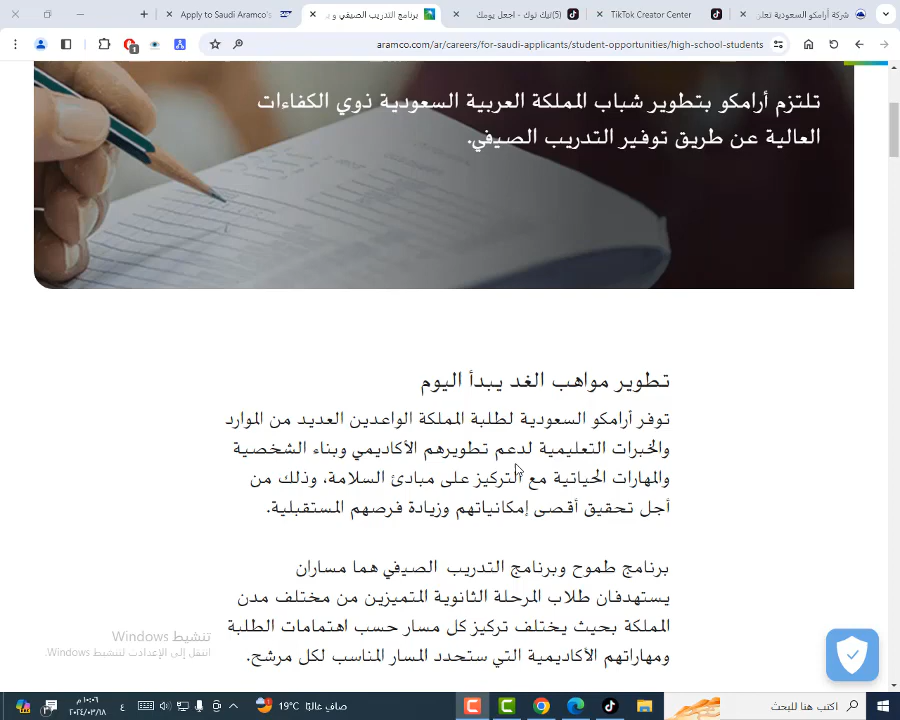 شركة أرامكو السعودية تعلن
TikTok Creator Center
(5)تيك توك - اجعل يومك
برنامج التدريب الصيفي و
Apply to Saudi Aramco's
aramco.com/ar/careers/for-saudi-applicants/student-opportunities/high-school-students
تلتزم أرامكو بتطوير شباب المملكة العربية السعودية ذوي الكفاءات
العالية عن طريق توفير التدريب الصيفي.
تطوير مواهب الغد يبدأ اليوم
توفر أرامكو السعودية لطلبة المملكة الواعدين العديد من الموارد
والخبرات التعليمية لدعم تطويرهم الأكاديمي وبناء الشخصية
والمهارات الحياتية مع التركيز على مبادئ السلامة، وذلك من
أجل تحقيق أقصى إمكانياتهم وزيادة فرصهم المستقبلية.
برنامج طموح وبرنامج التدريب الصيفي هما مساران
يستهدفان طلاب المرحلة الثانوية المتميزين من مختلف مدن
المملكة بحيث يختلف تركيز كل مسار حسب اهتمامات الطلبة
ومهاراتهم الأكاديمية التي ستحدد المسار المناسب لكل مرشح.
تنشيط Windows
انتقل إلى الإعدادات لتنشيط Windows.
اكتب هنا للبحث
19°C صافي غالبًا
ع
١٠:٠٦ م
٢٠٢٤/٠٣/١٨